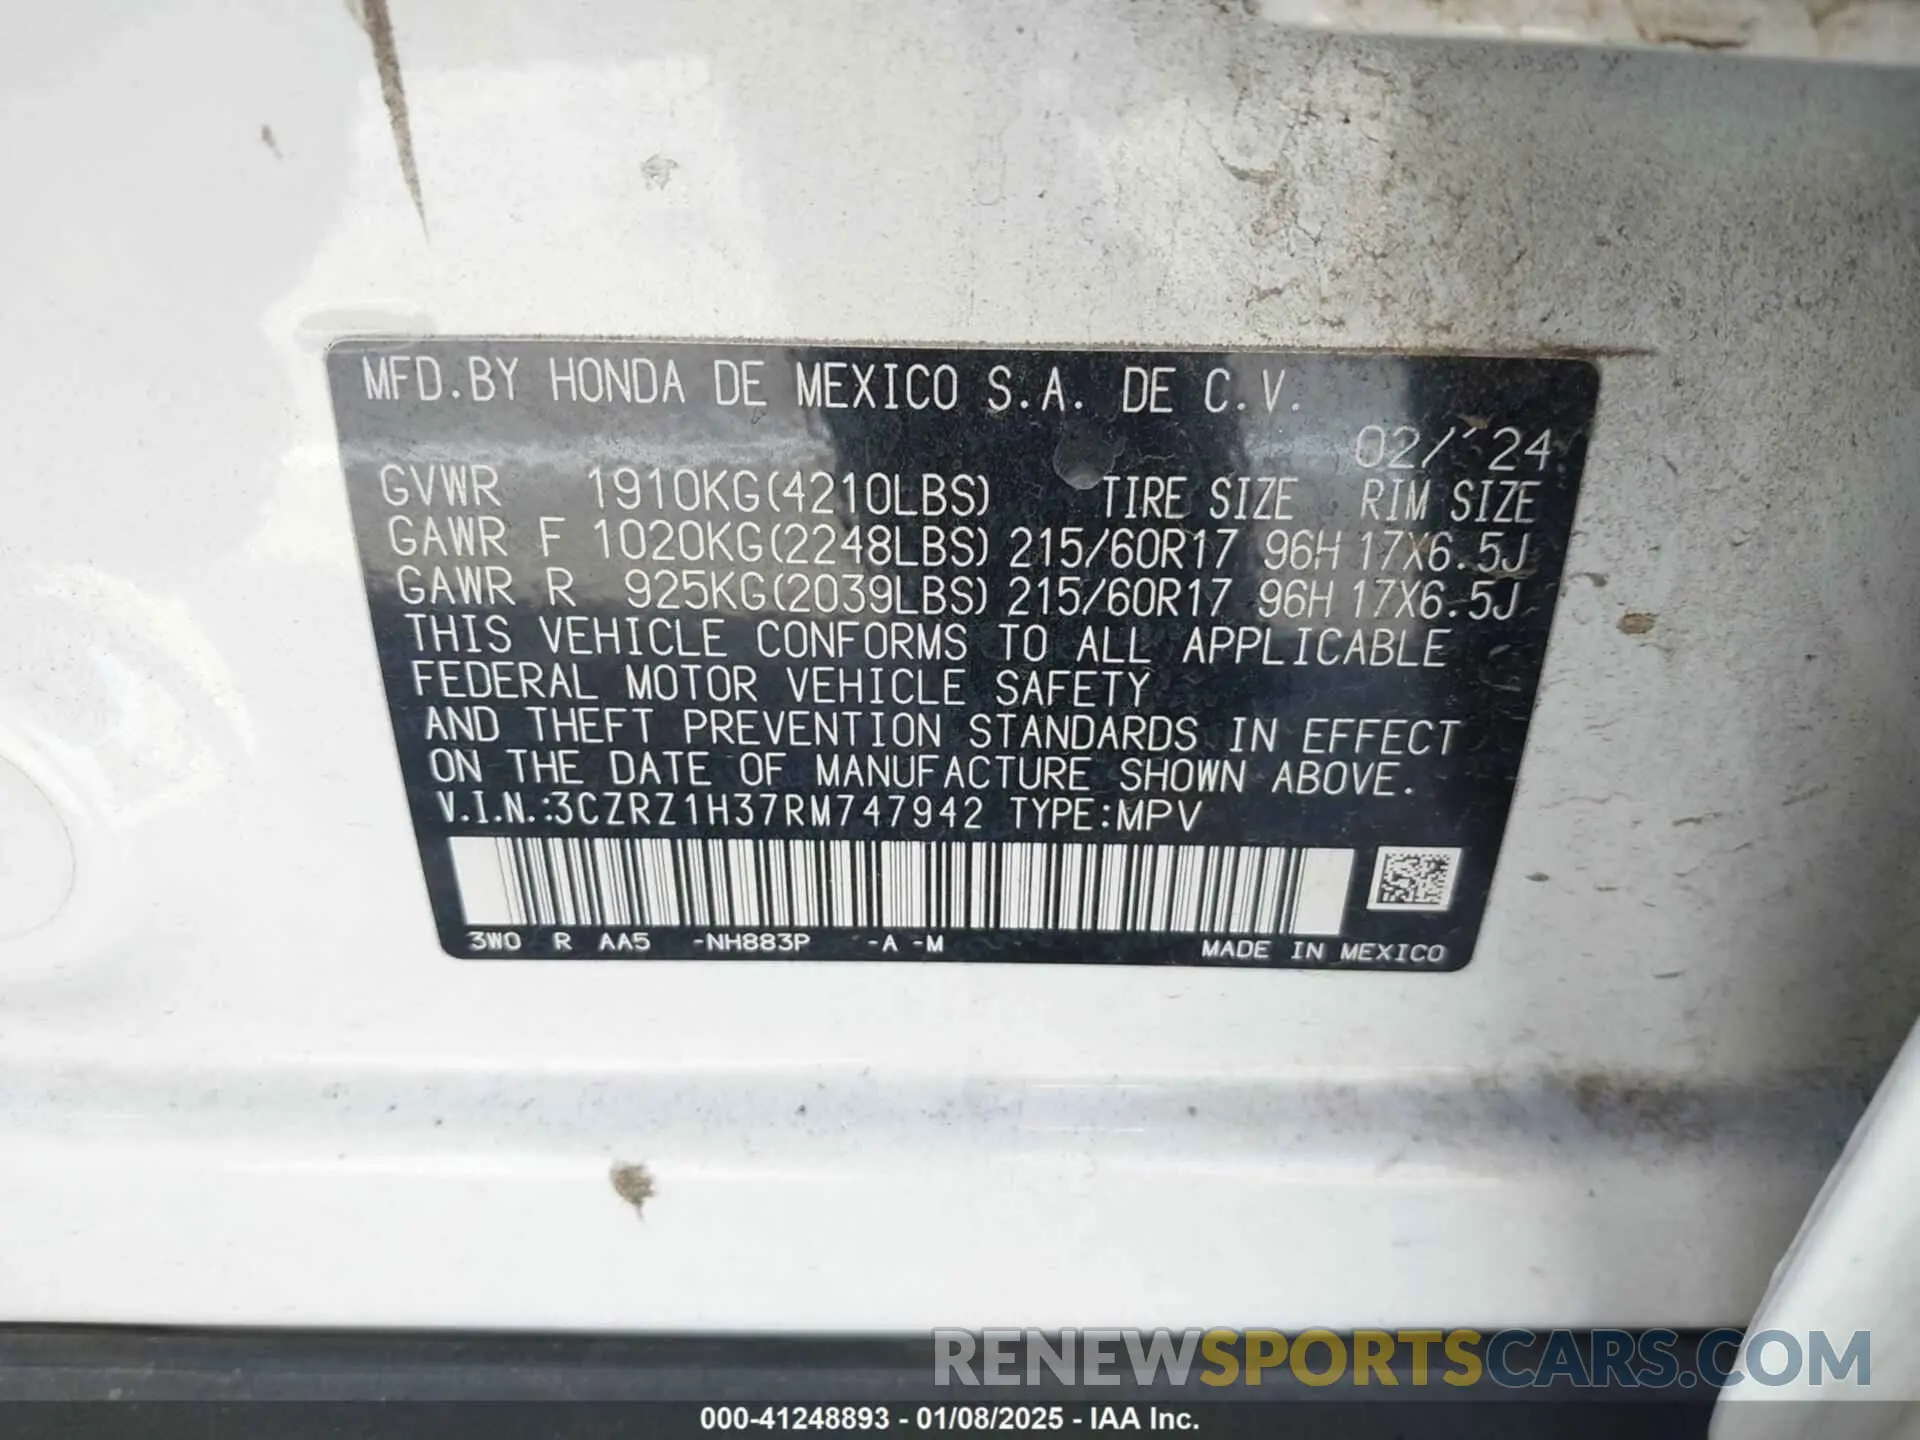 MFD.BY HONDA DE MEXICO S.A. DE C.V.
02/'24
GVWR 1910KG(4210LBS) TIRE SIZE RIM SIZE
GAWR F 1020KG(2248LBS) 215/60R17 96H 17X6.5J
GAWR R 925KG(2039LBS) 215/60R17 96H 17X6.5J
THIS VEHICLE CONFORMS TO ALL APPLICABLE
FEDERAL MOTOR VEHICLE SAFETY
AND THEFT PREVENTION STANDARDS IN EFFECT
ON THE DATE OF MANUFACTURE SHOWN ABOVE.
V.I.N.:3CZRZ1H37RM747942 TYPE:MPV
3W0 R AA5 -NH883P -A -M MADE IN MEXICO
RENEWSPORTSCARS.COM
000-41248893 - 01/08/2025 - IAA Inc.